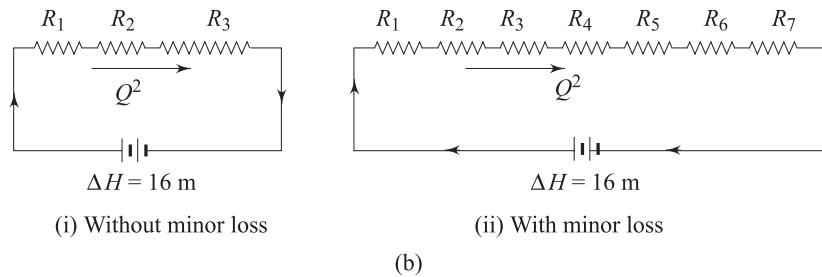 R1 R2 R3
Q2
ΔH = 16 m
(i) Without minor loss
R1 R2 R3 R4 R5 R6 R7
Q2
ΔH = 16 m
(ii) With minor loss
(b)